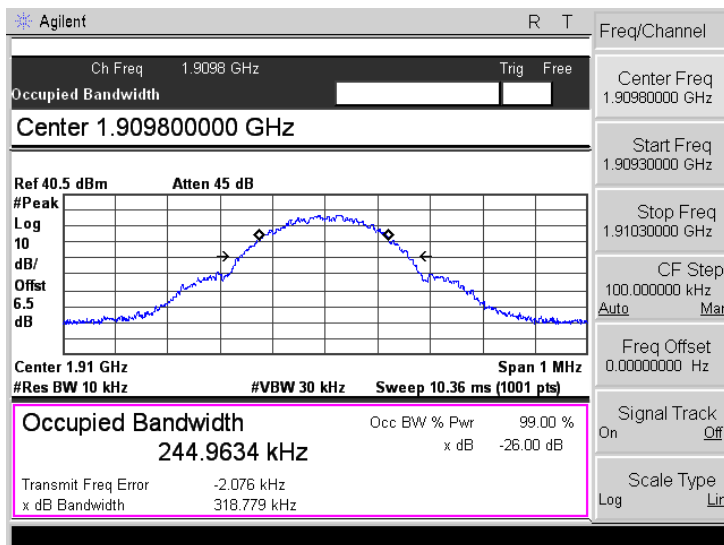 Agilent R T
Ch Freq 1.9098 GHz Trig Free
Occupied Bandwidth
Center 1.909800000 GHz
Ref 40.5 dBm Atten 45 dB
#Peak
Log
10
dB/
Offst
6.5
dB
Center 1.91 GHz Span 1 MHz
#Res BW 10 kHz #VBW 30 kHz Sweep 10.36 ms (1001 pts)
Occupied Bandwidth Occ BW % Pwr 99.00 %
244.9634 kHz x dB -26.00 dB
Transmit Freq Error -2.076 kHz
x dB Bandwidth 318.779 kHz
Freq/Channel
Center Freq
1.90980000 GHz
Start Freq
1.90930000 GHz
Stop Freq
1.91030000 GHz
CF Step
100.000000 kHz
Auto Man
Freq Offset
0.00000000 Hz
Signal Track
On Off
Scale Type
Log Lin